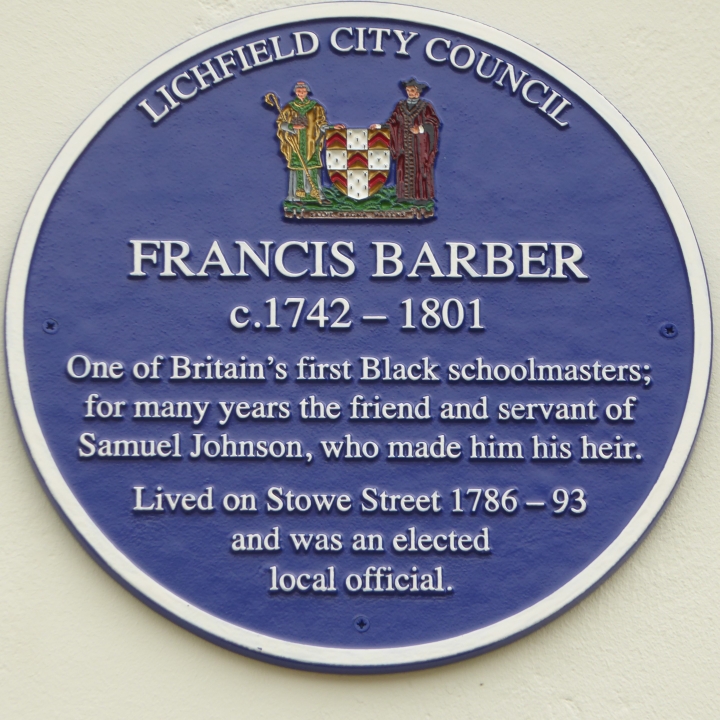 LICHFIELD CITY COUNCIL
FRANCIS BARBER
c.1742 – 1801
One of Britain's first Black schoolmasters;
for many years the friend and servant of
Samuel Johnson, who made him his heir.
Lived on Stowe Street 1786 – 93
and was an elected
local official.